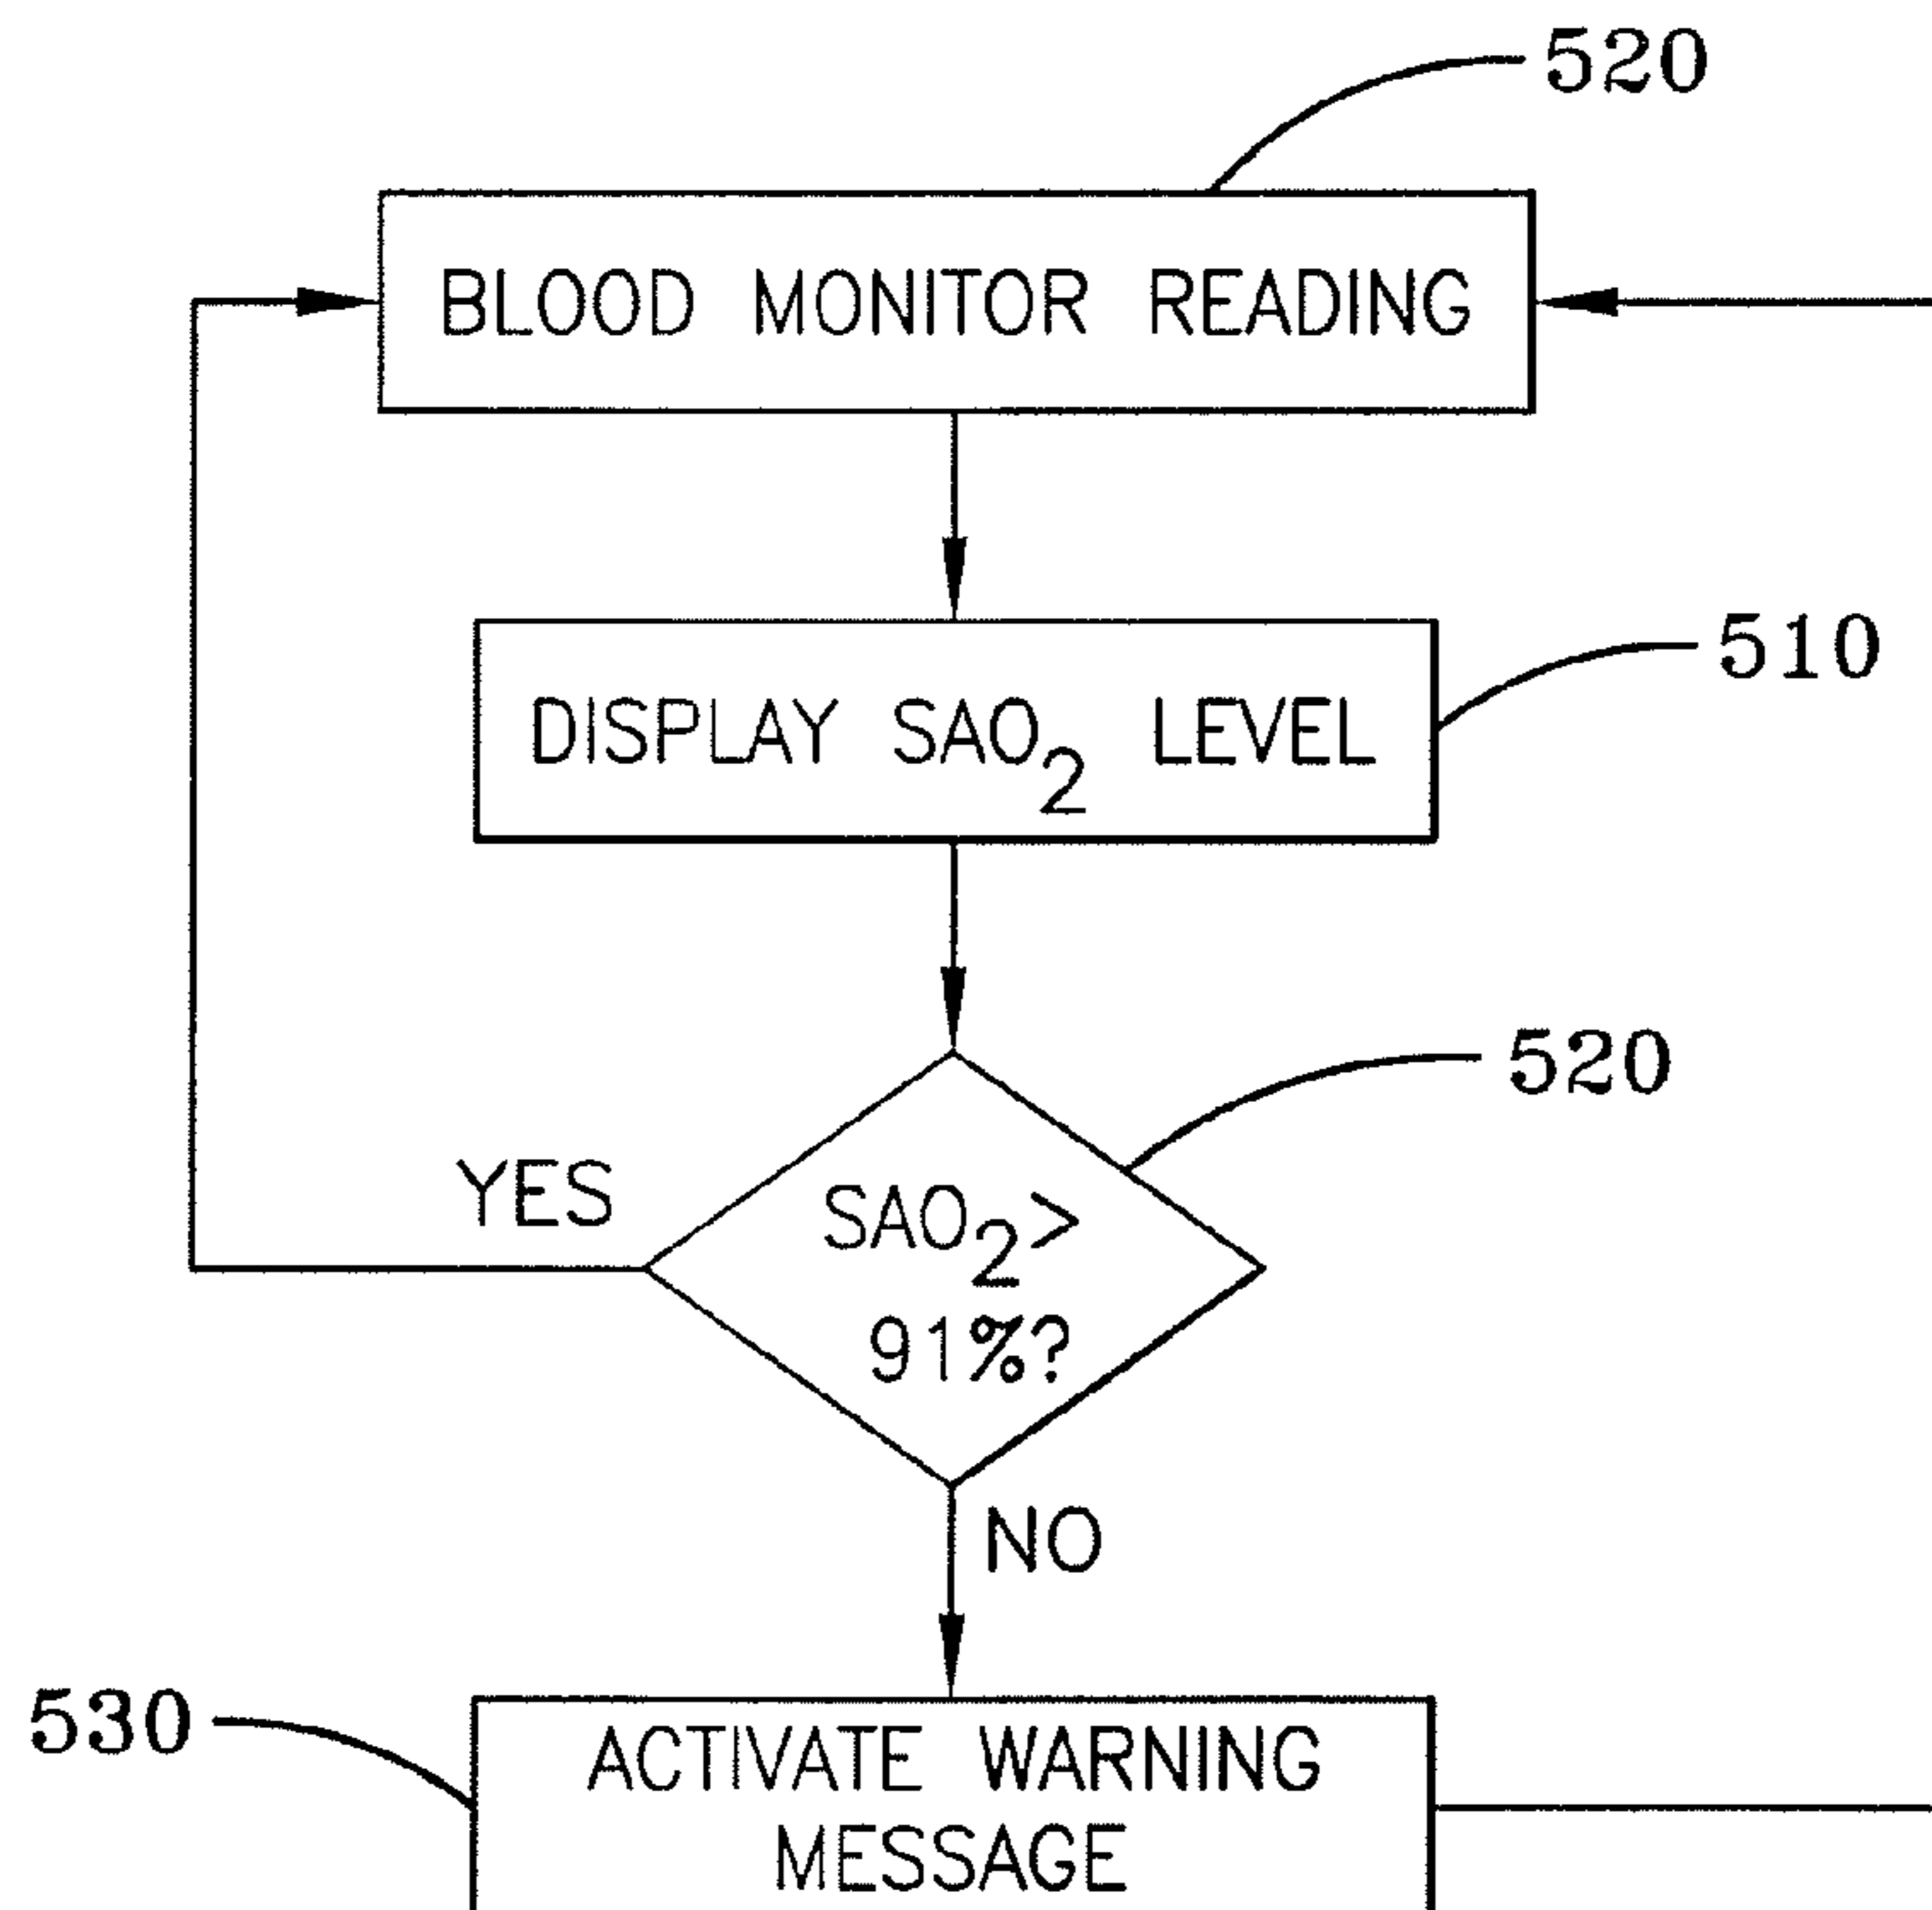 520
BLOOD MONITOR READING
DISPLAY SAO₂ LEVEL
510
520
YES
SAO₂>
91%?
NO
530
ACTIVATE WARNING
MESSAGE